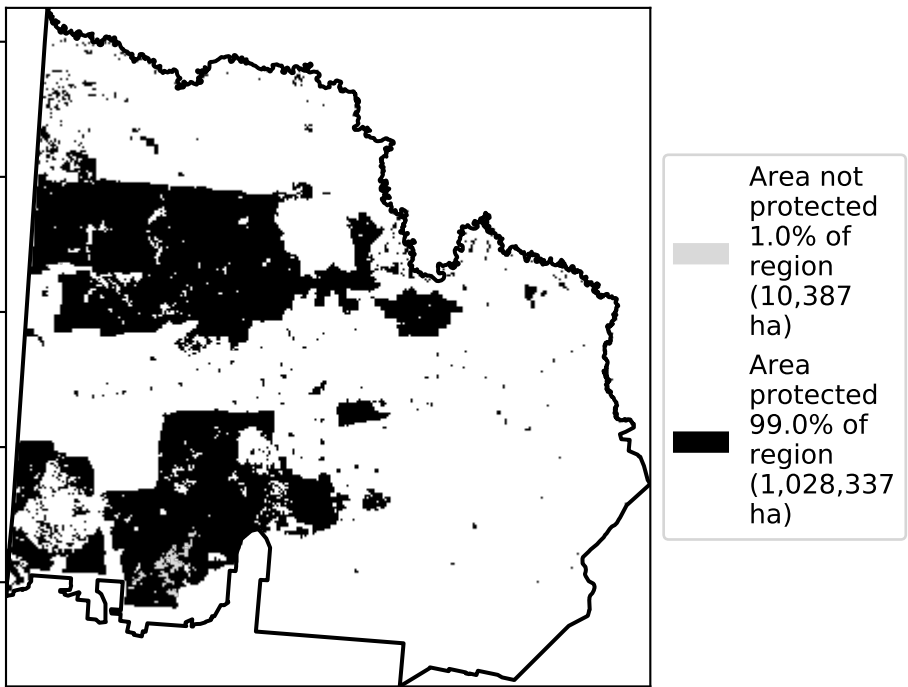 Area not
protected
1.0% of
region
(10,387
ha)
Area
protected
99.0% of
region
(1,028,337
ha)